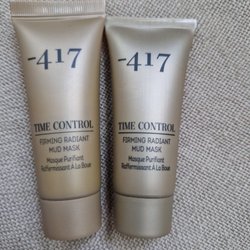 -417
TIME CONTROL
FIRMING RADIANT
MUD MASK
Masque Purifiant
Raffermissant A La Boue
-417
TIME CONTROL
FIRMING RADIANT
MUD MASK
Masque Purifiant
Raffermissant A La Boue